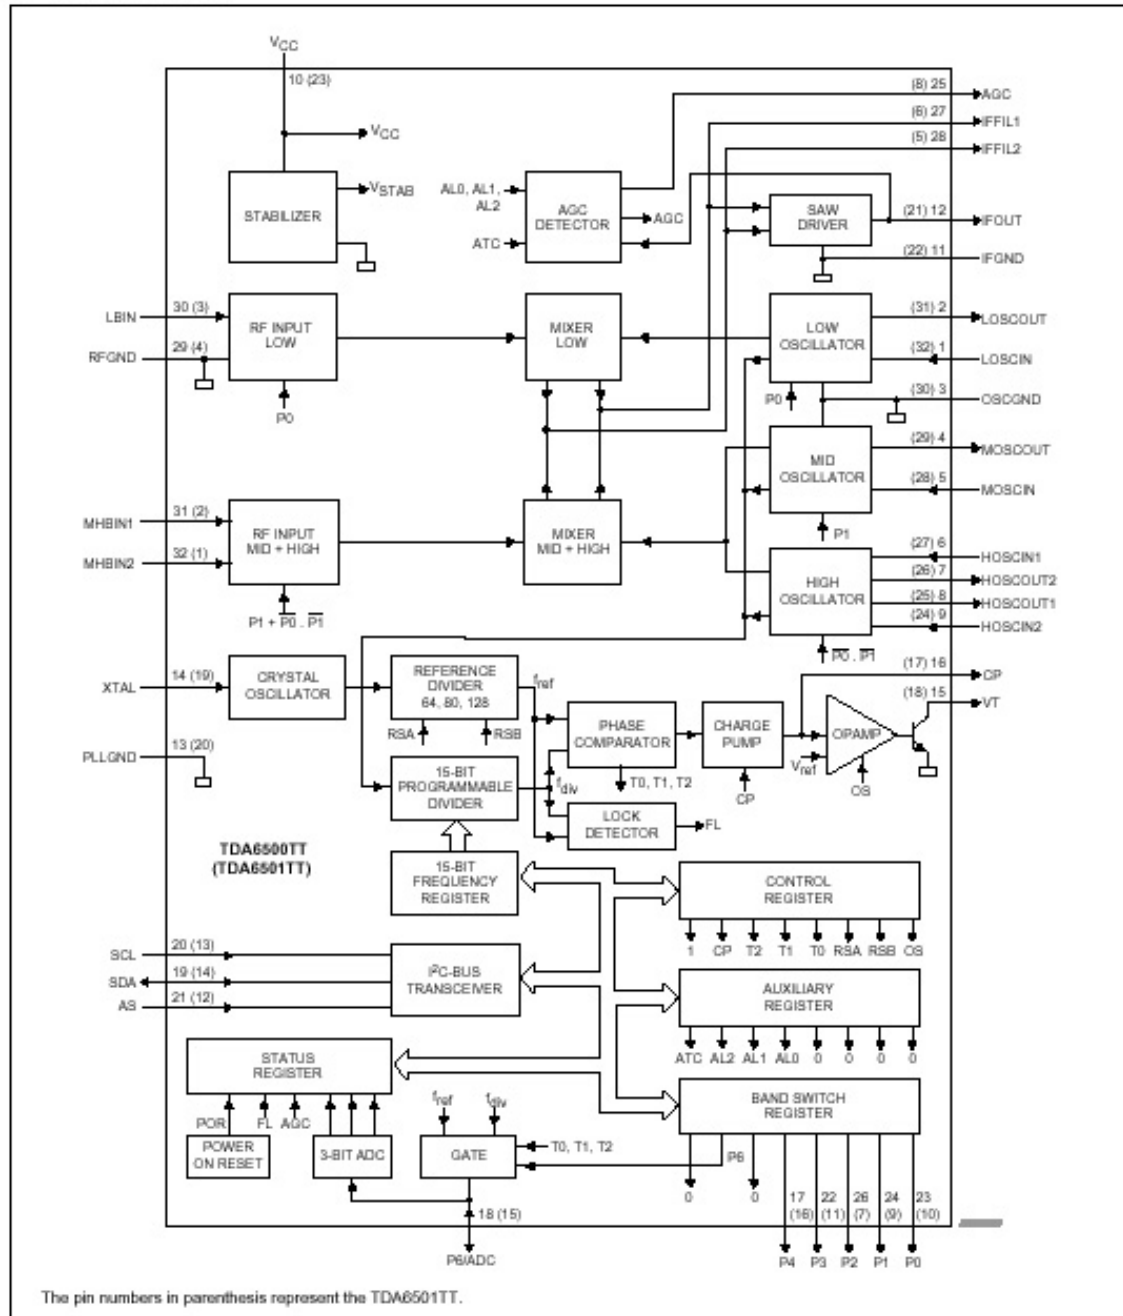 VCC
10 (23)
VCC
STABILIZER
VSTAB
AL0, AL1,
AL2
ATC
AGC
DETECTOR
AGC
(8) 25
AGC
(6) 27
IFFIL1
(5) 28
IFFIL2
SAW
DRIVER
(21) 12
IFOUT
(22) 11
IFGND
LBIN
30 (3)
RFGND
29 (4)
RF INPUT
LOW
P0
MIXER
LOW
LOW
OSCILLATOR
P0
(31) 2
LOSCOUT
(32) 1
LOSCIN
(30) 3
OSCGND
MID
OSCILLATOR
P1
(29) 4
MOSCOUT
(28) 5
MOSCIN
MHBIN1
31 (2)
MHBIN2
32 (1)
RF INPUT
MID + HIGH
P1 + P̅0̅ . P̅1̅
MIXER
MID + HIGH
HIGH
OSCILLATOR
P̅0̅ . P̅1̅
(27) 6
HOSCIN1
(26) 7
HOSCOUT2
(25) 8
HOSCOUT1
(24) 9
HOSCIN2
XTAL
14 (19)
CRYSTAL
OSCILLATOR
REFERENCE
DIVIDER
64, 80, 128
RSA
RSB
fref
PHASE
COMPARATOR
T0, T1, T2
CHARGE
PUMP
CP
OPAMP
Vref
OS
(17) 16
CP
(18) 15
VT
PLLGND
13 (20)
15-BIT
PROGRAMMABLE
DIVIDER
fdiv
LOCK
DETECTOR
FL
TDA6500TT
(TDA6501TT)
15-BIT
FREQUENCY
REGISTER
CONTROL
REGISTER
1 CP T2 T1 T0 RSA RSB OS
SCL
20 (13)
SDA
19 (14)
AS
21 (12)
I²C-BUS
TRANSCEIVER
AUXILIARY
REGISTER
ATC AL2 AL1 AL0 0 0 0 0
STATUS
REGISTER
POR
FL
AGC
POWER
ON RESET
3-BIT ADC
fref
fdiv
GATE
T0, T1, T2
BAND SWITCH
REGISTER
P6
0
0
17
(16)
22
(11)
26
(7)
24
(9)
23
(10)
18 (15)
P6/ADC
P4 P3 P2 P1 P0
The pin numbers in parenthesis represent the TDA6501TT.